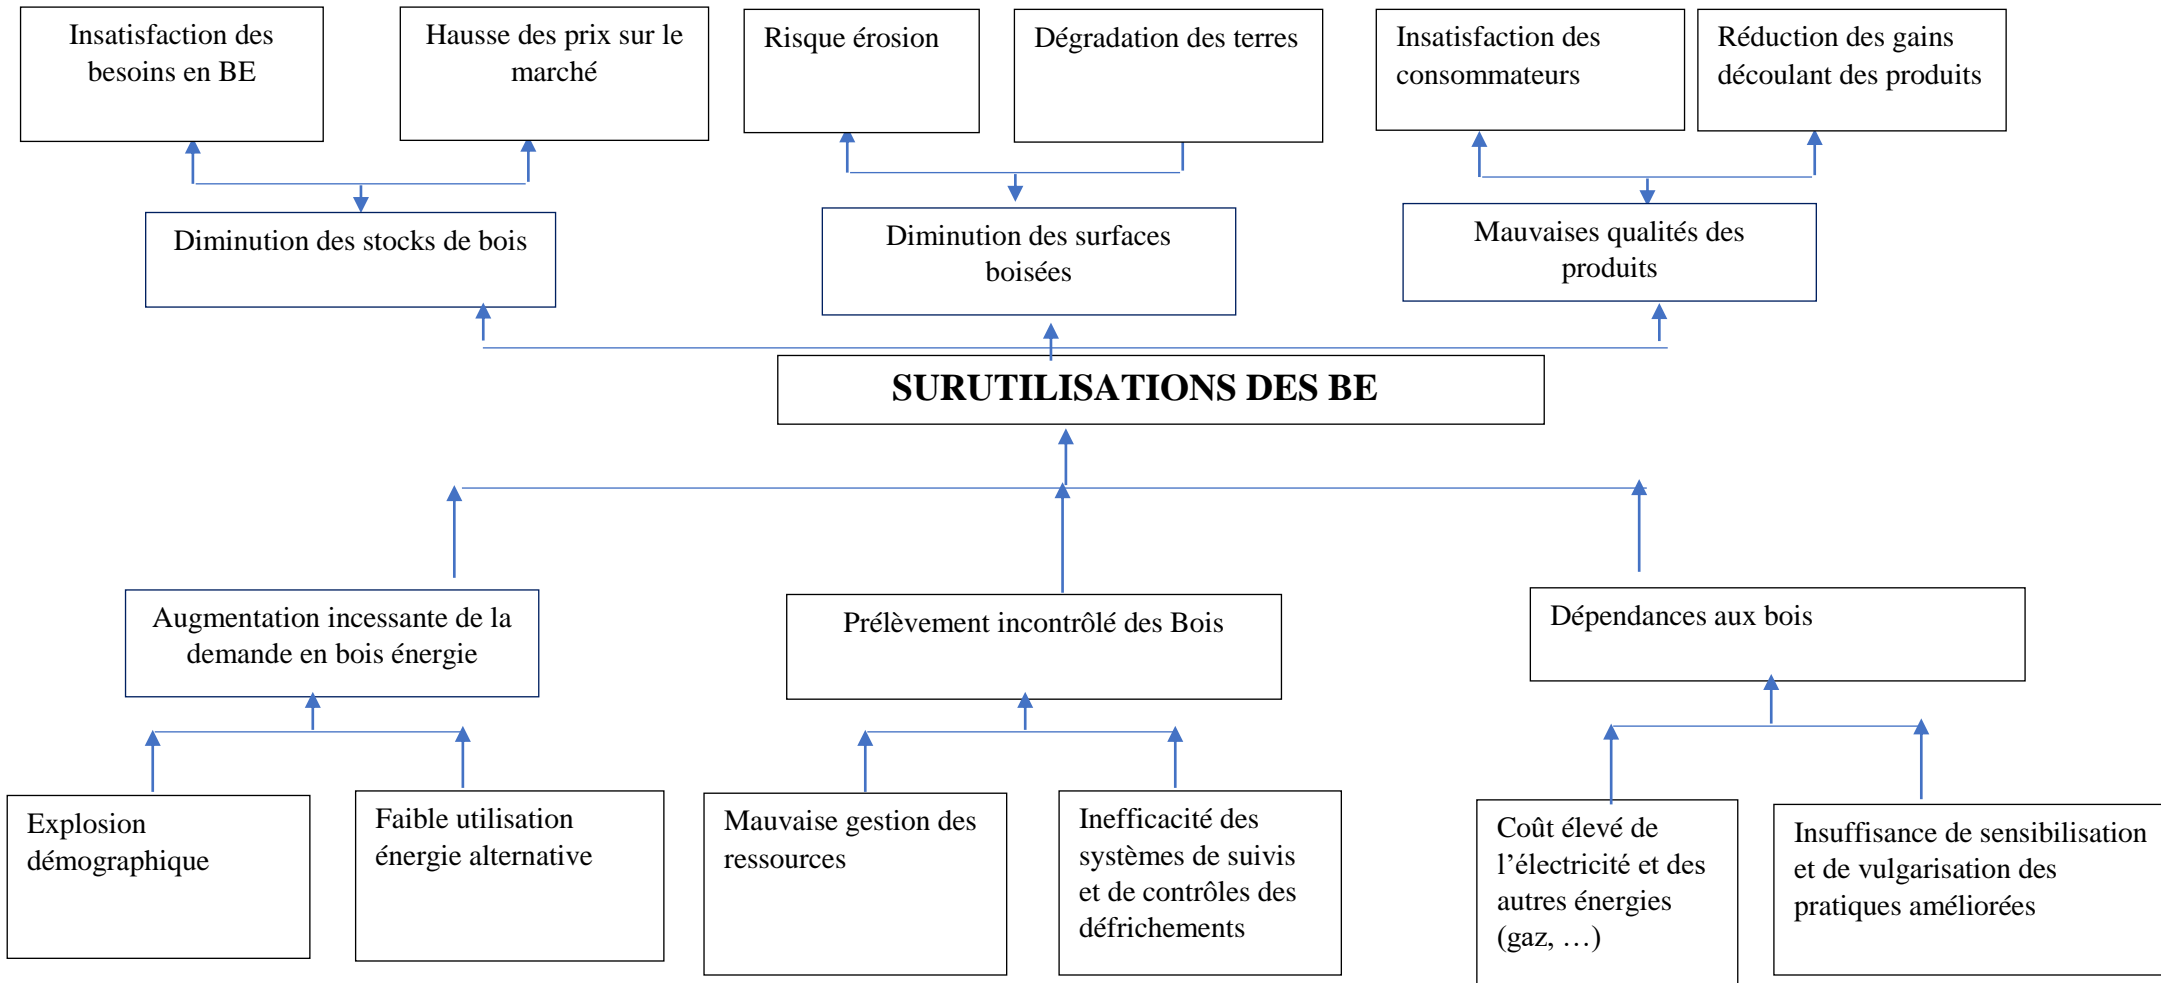 Insatisfaction des
besoins en BE
Hausse des prix sur le
marché
Risque érosion
Dégradation des terres
Insatisfaction des
consommateurs
Réduction des gains
découlant des produits
Diminution des stocks de bois
Diminution des surfaces
boisées
Mauvaises qualités des
produits
SURUTILISATIONS DES BE
Augmentation incessante de la
demande en bois énergie
Prélèvement incontrôlé des Bois
Dépendances aux bois
Explosion
démographique
Faible utilisation
énergie alternative
Mauvaise gestion des
ressources
Inefficacité des
systèmes de suivis
et de contrôles des
défrichements
Coût élevé de
l’électricité et des
autres énergies
(gaz, …)
Insuffisance de sensibilisation
et de vulgarisation des
pratiques améliorées